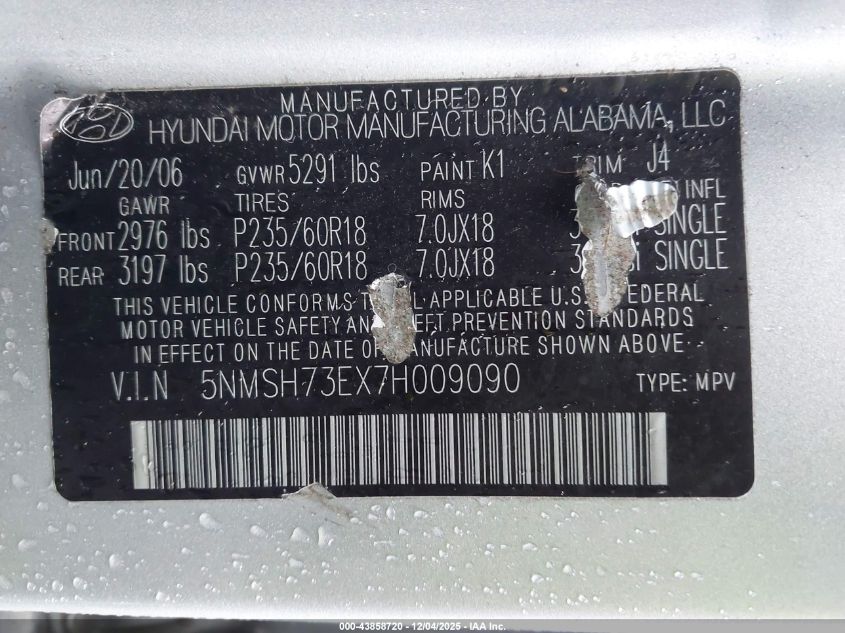 MANUFACTURED BY
HYUNDAI MOTOR MANUFACTURING ALABAMA, LLC
Jun/20/06 GVWR 5291 lbs PAINT K1 TRIM J4
GAWR TIRES RIMS INFL
FRONT 2976 lbs P235/60R18 7.0JX18 SINGLE
REAR 3197 lbs P235/60R18 7.0JX18 SINGLE
THIS VEHICLE CONFORMS APPLICABLE U.S. FEDERAL
MOTOR VEHICLE SAFETY AND THEFT PREVENTION STANDARDS
IN EFFECT ON THE DATE OF MANUFACTURE SHOWN ABOVE.
V.I.N 5NMSH73EX7H009090 TYPE: MPV
000-43858720 - 12/04/2025 - IAA Inc.